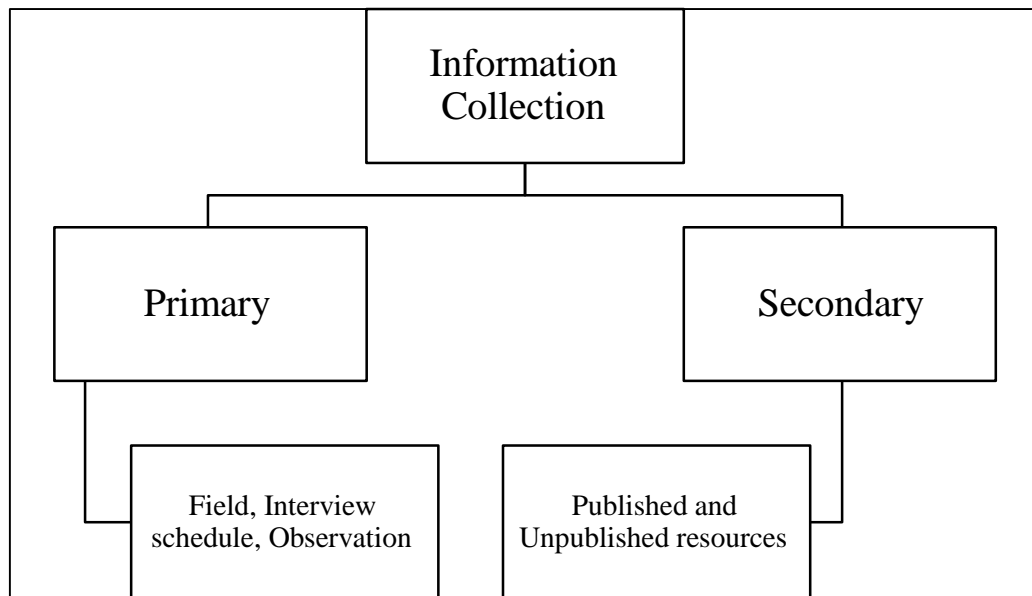 Information
Collection
Primary
Secondary
Field, Interview
schedule, Observation
Published and
Unpublished resources